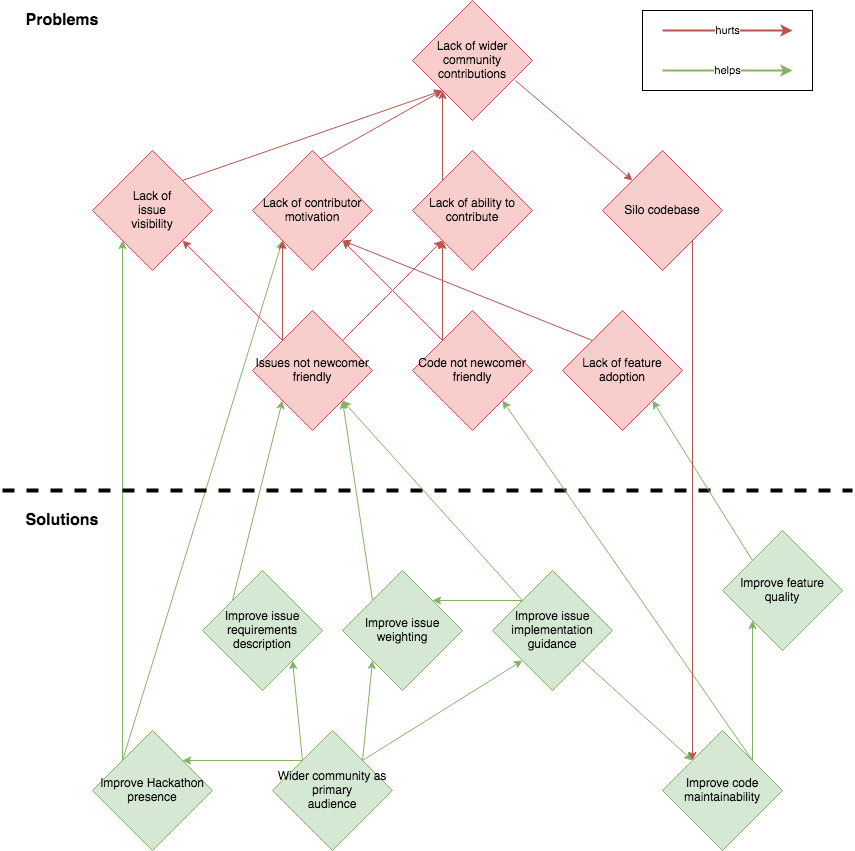 Problems
hurts
helps
Lack of wider
community
contributions
Lack of
issue
visibility
Lack of contributor
motivation
Lack of ability to
contribute
Silo codebase
Issues not newcomer
friendly
Code not newcomer
friendly
Lack of feature
adoption
Solutions
Improve feature
quality
Improve issue
requirements
description
Improve issue
weighting
Improve issue
implementation
guidance
Improve Hackathon
presence
Wider community as
primary
audience
Improve code
maintainability